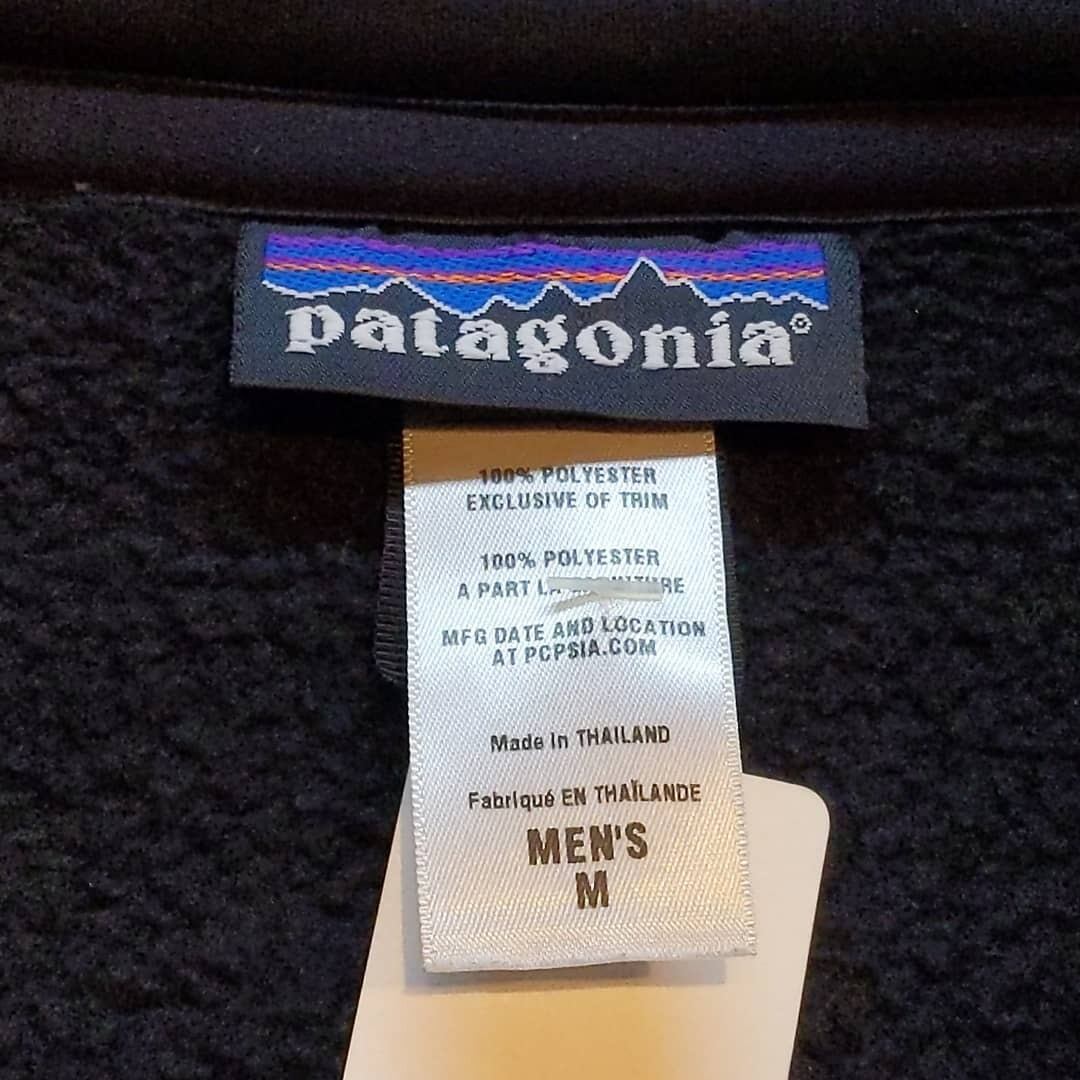 patagonia®
100% POLYESTER
EXCLUSIVE OF TRIM
100% POLYESTER
A PART
MFG DATE AND LOCATION
AT PCPSIA.COM
Made In THAILAND
Fabriqué EN THAÏLANDE
MEN'S
M